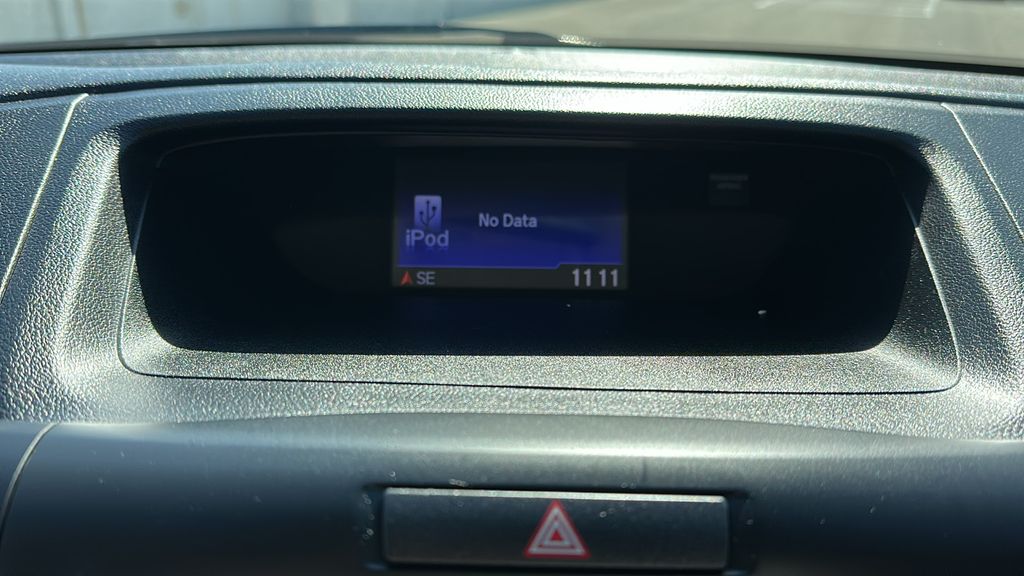 No Data
iPod
SE 11 11